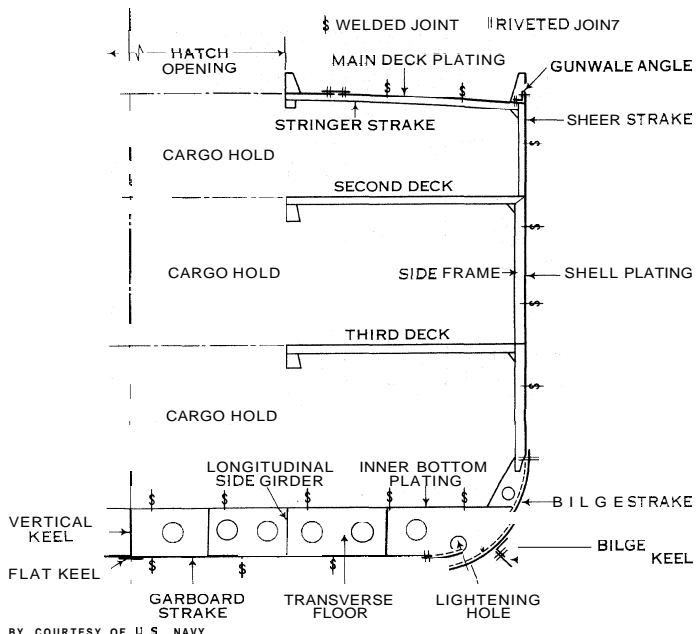 WELDED JOINT
RIVETED JOIN7
HATCH
OPENING
MAIN DECK PLATING
GUNWALE ANGLE
STRINGER STRAKE
SHEER STRAKE
CARGO HOLD
SECOND DECK
CARGO HOLD
SIDE FRAME
SHELL PLATING
THIRD DECK
CARGO HOLD
LONGITUDINAL
SIDE GIRDER
INNER BOTTOM
PLATING
BILGESTRAKE
VERTICAL
KEEL
BILGE
KEEL
FLAT KEEL
GARBOARD
STRAKE
TRANSVERSE
FLOOR
LIGHTENING
HOLE
BY COURTESY OF U S NAVY